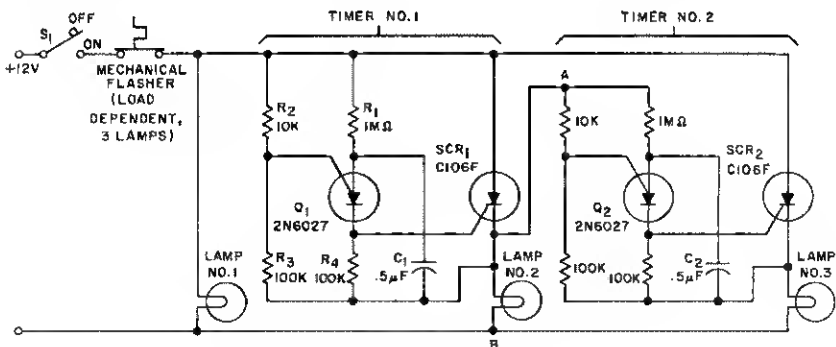 TIMER NO.1
TIMER NO.2
OFF
S1
ON
+12V
MECHANICAL
FLASHER
(LOAD
DEPENDENT,
3 LAMPS)
R2
10K
R1
1MΩ
SCR1
C106F
A
10K
1MΩ
SCR2
C106F
Q1
2N6027
Q2
2N6027
LAMP
NO.1
R3
100K
R4
100K
C1
.5μF
LAMP
NO.2
100K
100K
C2
.5μF
LAMP
NO.3
B